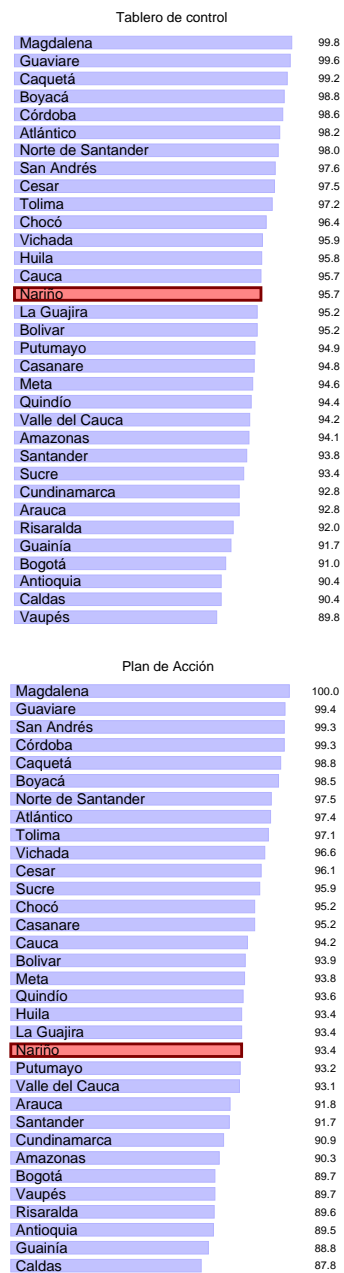 Tablero de control
Magdalena 99.8
Guaviare 99.6
Caquetá 99.2
Boyacá 98.8
Córdoba 98.6
Atlántico 98.2
Norte de Santander 98.0
San Andrés 97.6
Cesar 97.5
Tolima 97.2
Chocó 96.4
Vichada 95.9
Huila 95.8
Cauca 95.7
Nariño 95.7
La Guajira 95.2
Bolivar 95.2
Putumayo 94.9
Casanare 94.8
Meta 94.6
Quindío 94.4
Valle del Cauca 94.2
Amazonas 94.1
Santander 93.8
Sucre 93.4
Cundinamarca 92.8
Arauca 92.8
Risaralda 92.0
Guainía 91.7
Bogotá 91.0
Antioquia 90.4
Caldas 90.4
Vaupés 89.8
Plan de Acción
Magdalena 100.0
Guaviare 99.4
San Andrés 99.3
Córdoba 99.3
Caquetá 98.8
Boyacá 98.5
Norte de Santander 97.5
Atlántico 97.4
Tolima 97.1
Vichada 96.6
Cesar 96.1
Sucre 95.9
Chocó 95.2
Casanare 95.2
Cauca 94.2
Bolivar 93.9
Meta 93.8
Quindío 93.6
Huila 93.4
La Guajira 93.4
Nariño 93.4
Putumayo 93.2
Valle del Cauca 93.1
Arauca 91.8
Santander 91.7
Cundinamarca 90.9
Amazonas 90.3
Bogotá 89.7
Vaupés 89.7
Risaralda 89.6
Antioquia 89.5
Guainía 88.8
Caldas 87.8